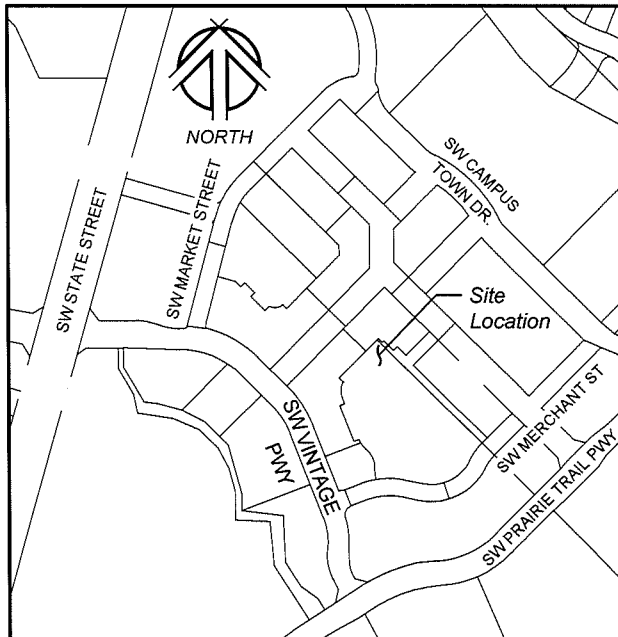 NORTH
SW STATE STREET
SW MARKET STREET
SW CAMPUS
TOWN DR.
Site
Location
SW VINTAGE
PWY
SW MERCHANT ST
SW PRAIRIE TRAIL PWY